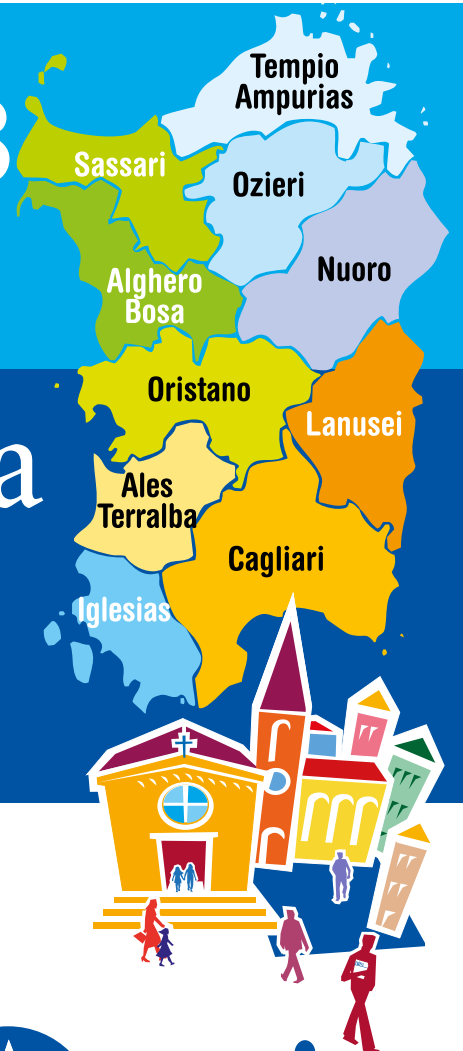 Tempio
Ampurias
Sassari
Ozieri
Nuoro
Alghero
Bosa
Oristano
Lanusei
a
Ales
Terralba
Cagliari
Iglesias